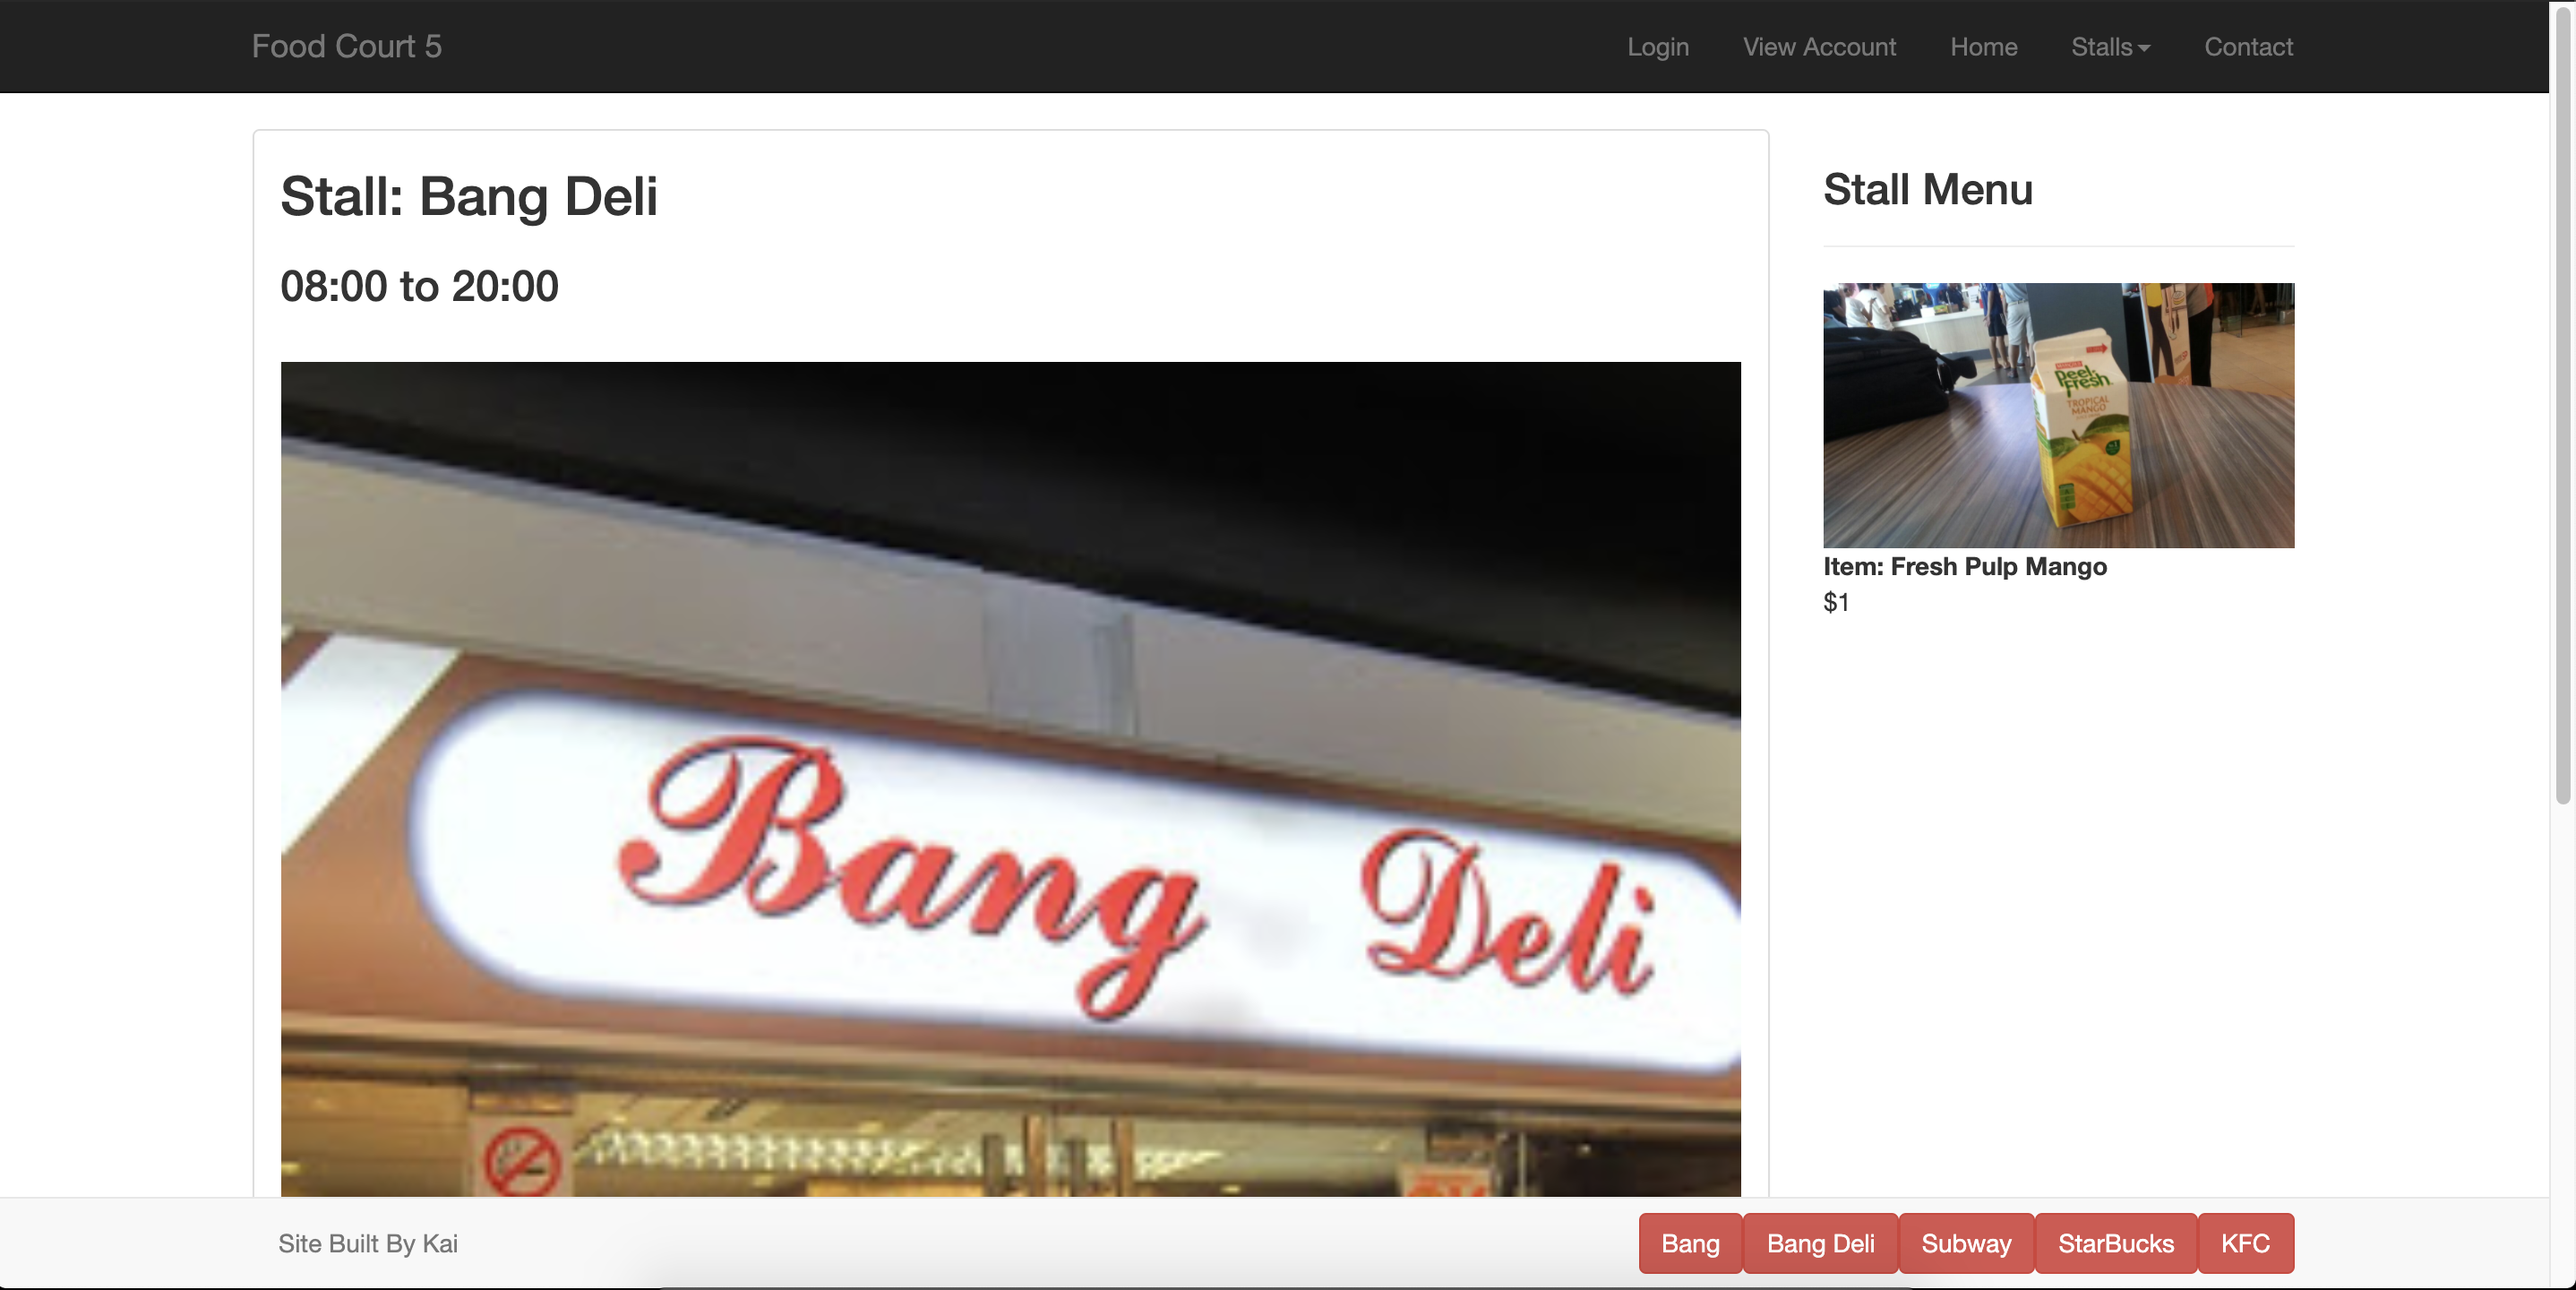 Food Court 5
Login View Account Home Stalls Contact
Stall: Bang Deli
08:00 to 20:00
Bang Deli
Stall Menu
peel Fresh
TROPICAL
MANGO
Item: Fresh Pulp Mango
$1
Site Built By Kai
Bang Bang Deli Subway StarBucks KFC